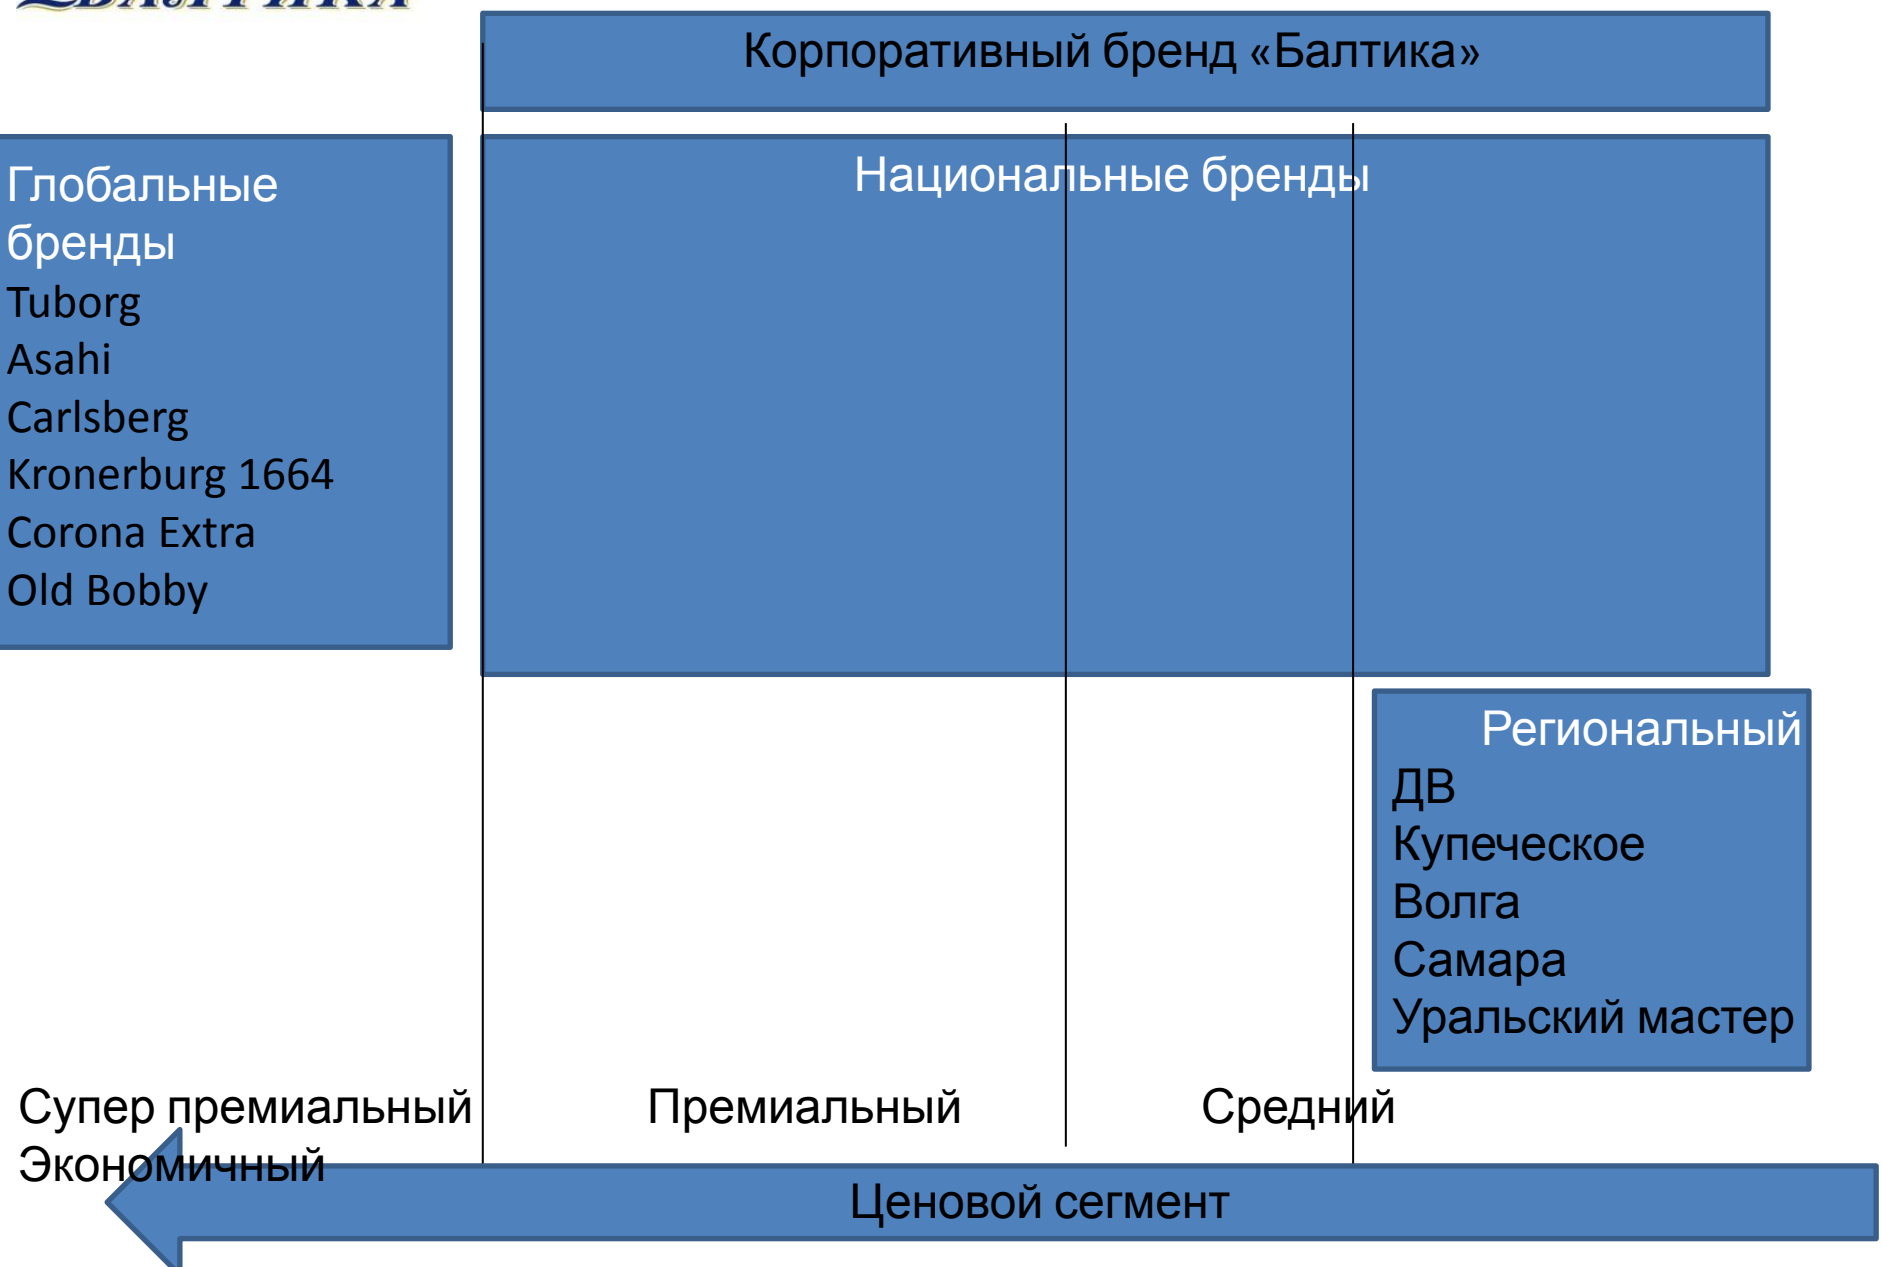 БАЛТИКА
Корпоративный бренд «Балтика»
Глобальные
бренды
Tuborg
Asahi
Carlsberg
Kronerburg 1664
Corona Extra
Old Bobby
Национальные бренды
Региональный
ДВ
Купеческое
Волга
Самара
Уральский мастер
Супер премиальный Премиальный Средний
Экономичный
Ценовой сегмент